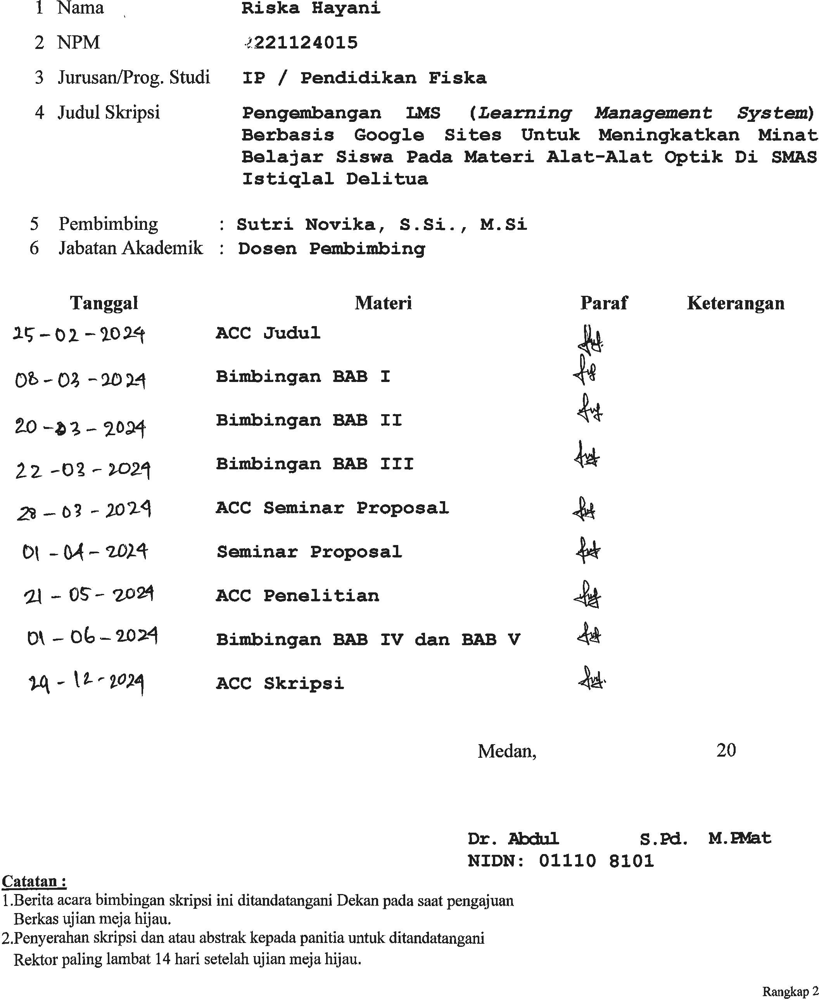 1 Nama Riska Hayani
2 NPM 221124015
3 Jurusan/Prog. Studi IP / Pendidikan Fiska
4 Judul Skripsi Pengembangan LMS (Learning Management System)
Berbasis Google Sites Untuk Meningkatkan Minat
Belajar Siswa Pada Materi Alat-Alat Optik Di SMAS
Istiqlal Delitua
5 Pembimbing : Sutri Novika, S.Si., M.Si
6 Jabatan Akademik : Dosen Pembimbing
Tanggal Materi Paraf Keterangan
25-02-2024 ACC Judul
08-03-2024 Bimbingan BAB I
20-03-2024 Bimbingan BAB II
22-03-2024 Bimbingan BAB III
28-03-2024 ACC Seminar Proposal
01-04-2024 Seminar Proposal
21-05-2024 ACC Penelitian
01-06-2024 Bimbingan BAB IV dan BAB V
29-12-2024 ACC Skripsi
Medan, 20
Dr. Abdul S.Pd. M.PMat
NIDN: 01110 8101
Catatan :
1.Berita acara bimbingan skripsi ini ditandatangani Dekan pada saat pengajuan
Berkas ujian meja hijau.
2.Penyerahan skripsi dan atau abstrak kepada panitia untuk ditandatangani
Rektor paling lambat 14 hari setelah ujian meja hijau.
Rangkap 2